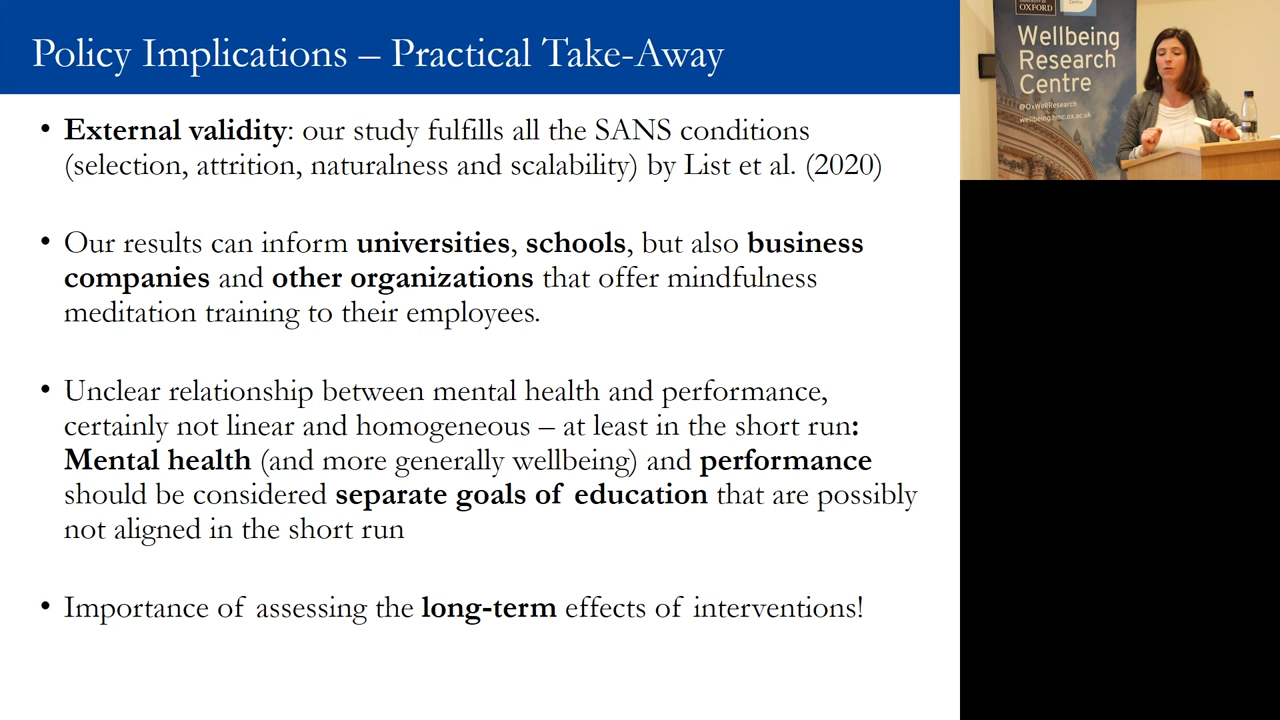 Policy Implications – Practical Take-Away
• External validity: our study fulfills all the SANS conditions
(selection, attrition, naturalness and scalability) by List et al. (2020)
• Our results can inform universities, schools, but also business
companies and other organizations that offer mindfulness
meditation training to their employees.
• Unclear relationship between mental health and performance,
certainly not linear and homogeneous – at least in the short run:
Mental health (and more generally wellbeing) and performance
should be considered separate goals of education that are possibly
not aligned in the short run
• Importance of assessing the long-term effects of interventions!
OXFORD
Centre
Wellbeing
Research
Centre
@OxWellResearch
wellbeing.hmc.ox.ac.uk